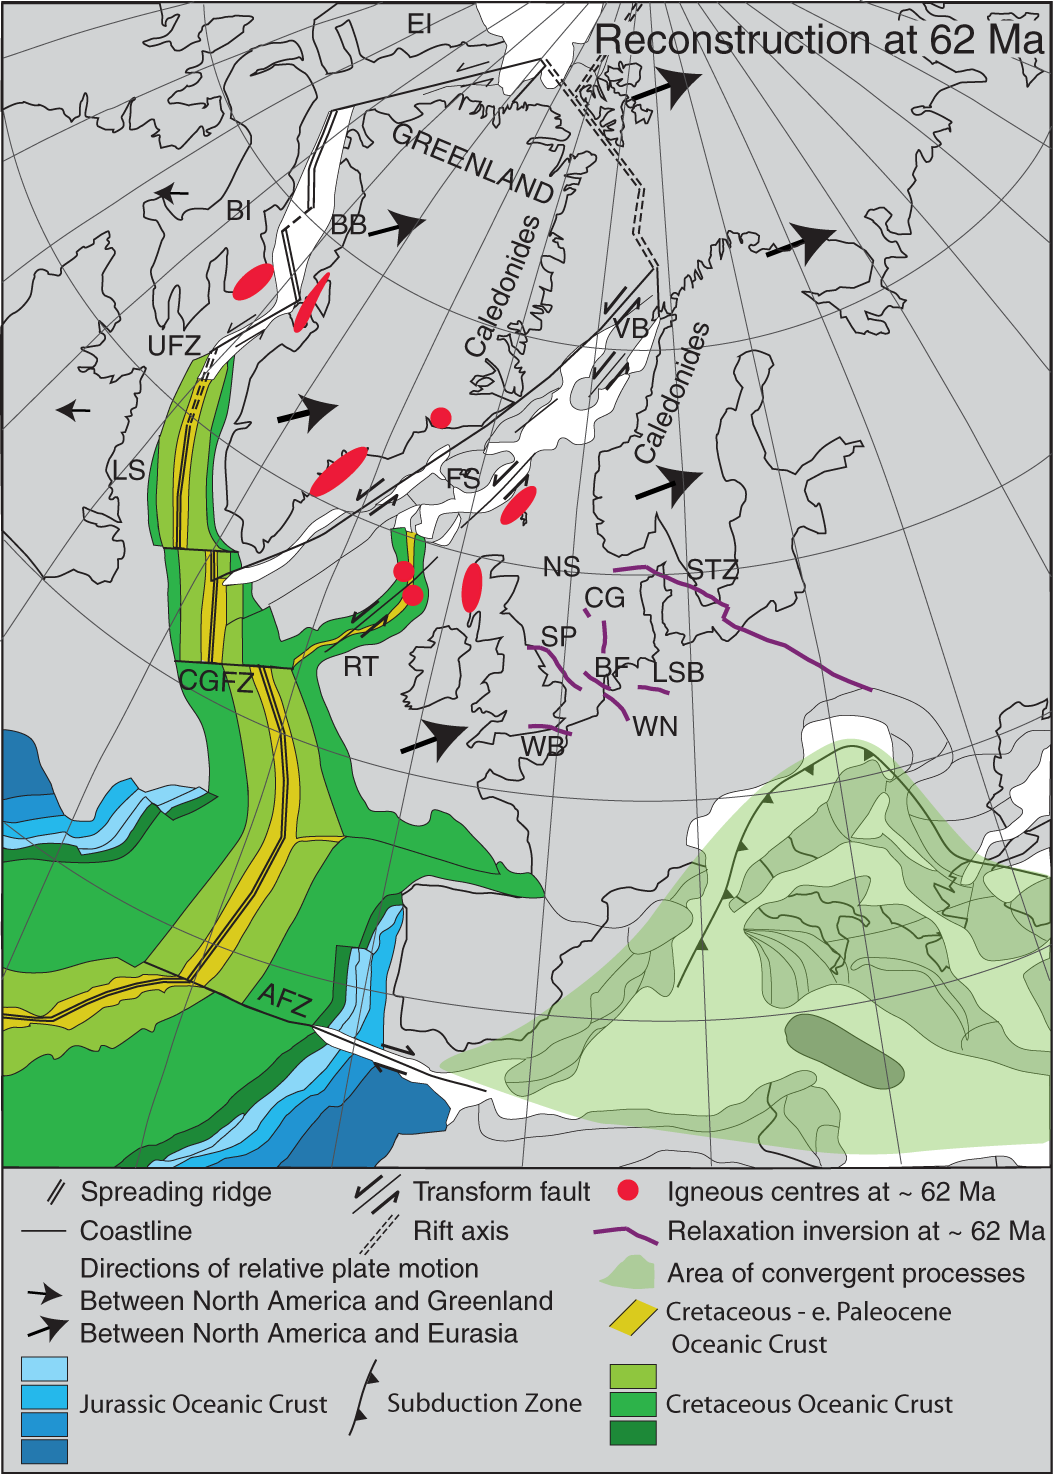 EI
Reconstruction at 62 Ma
GREENLAND
BI
BB
Caledonides
VB
UFZ
Caledonides
LS
FS
NS
STZ
CG
SP
RT
BF
LSB
CGFZ
WN
WB
AFZ
Spreading ridge
Transform fault
Igneous centres at ~ 62 Ma
Coastline
Rift axis
Relaxation inversion at ~ 62 Ma
Directions of relative plate motion
Area of convergent processes
Between North America and Greenland
Cretaceous - e. Paleocene
Between North America and Eurasia
Oceanic Crust
Jurassic Oceanic Crust
Subduction Zone
Cretaceous Oceanic Crust